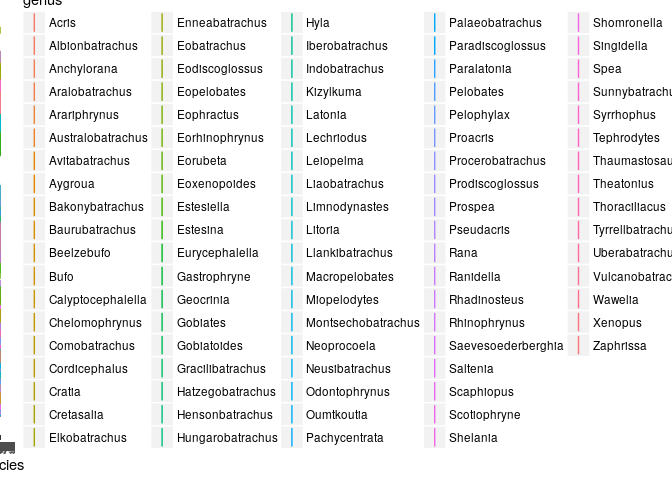 genus
Acris
Albionbatrachus
Anchylorana
Aralobatrachus
Arariphrynus
Australobatrachus
Avitabatrachus
Aygroua
Bakonybatrachus
Baurubatrachus
Beelzebufo
Bufo
Calyptocephalella
Chelomophrynus
Comobatrachus
Cordicephalus
Cratia
Cretasalia
Elkobatrachus
Enneabatrachus
Eobatrachus
Eodiscoglossus
Eopelobates
Eophractus
Eorhinophrynus
Eorubeta
Eoxenopoides
Estesiella
Estesina
Eurycephalella
Gastrophryne
Geocrinia
Gobiates
Gobiatoides
Gracilibatrachus
Hatzegobatrachus
Hensonbatrachus
Hungarobatrachus
Hyla
Iberobatrachus
Indobatrachus
Kizylkuma
Latonia
Lechriodus
Leiopelma
Liaobatrachus
Limnodynastes
Litoria
Llankibatrachus
Macropelobates
Miopelodytes
Montsechobatrachus
Neoprocoela
Neusibatrachus
Odontophrynus
Oumtkoutia
Pachycentrata
Palaeobatrachus
Paradiscoglossus
Paralatonia
Pelobates
Pelophylax
Proacris
Procerobatrachus
Prodiscoglossus
Prospea
Pseudacris
Rana
Ranidella
Rhadinosteus
Rhinophrynus
Saevesoederberghia
Saltenia
Scaphiopus
Scotiophryne
Shelania
Shomronella
Singidella
Spea
Sunnybatrachu
Syrrhophus
Tephrodytes
Thaumastosau
Theatonius
Thoraciliacus
Tyrrellbatrachu
Uberabatrachu
Vulcanobatrac
Wawelia
Xenopus
Zaphrissa
cies